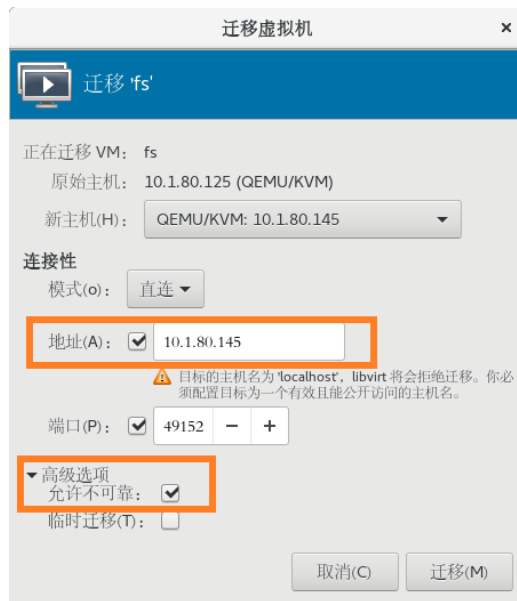 迁移虚拟机 ×
迁移 'fs'
正在迁移 VM: fs
原始主机: 10.1.80.125 (QEMU/KVM)
新主机(H): QEMU/KVM: 10.1.80.145
连接性
模式(o): 直连
地址(A): 10.1.80.145
目标的主机名为 'localhost', libvirt 将会拒绝迁移。你必
须配置目标为一个有效且能公开访问的主机名。
端口(P): 49152 − +
高级选项
允许不可靠:
临时迁移(T):
取消(C) 迁移(M)